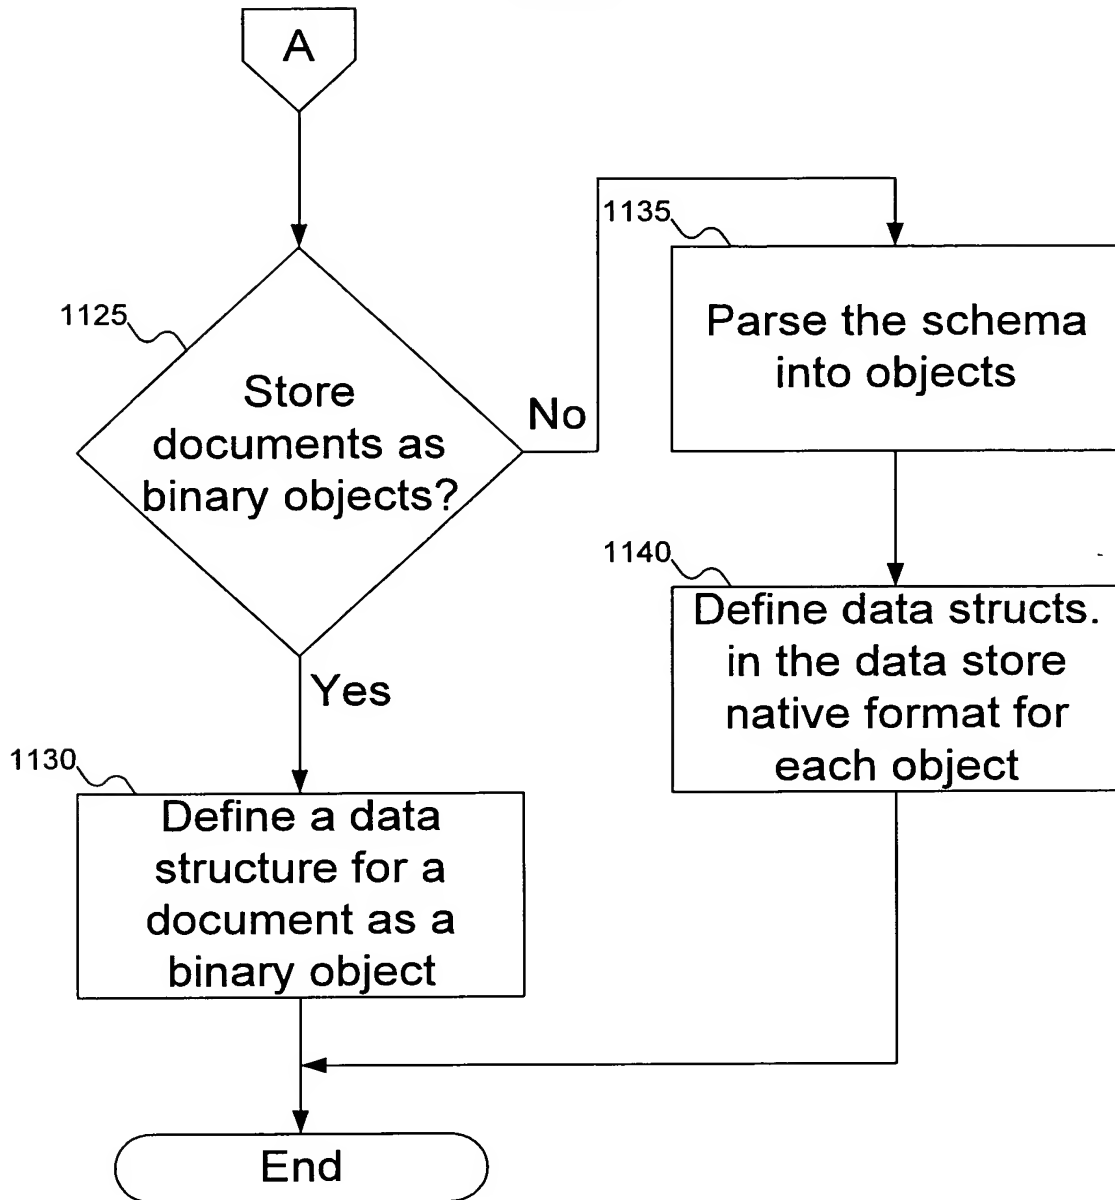 A
1125
Store
documents as
binary objects?
No
Yes
1130
Define a data
structure for a
document as a
binary object
1135
Parse the schema
into objects
1140
Define data structs.
in the data store
native format for
each object
End